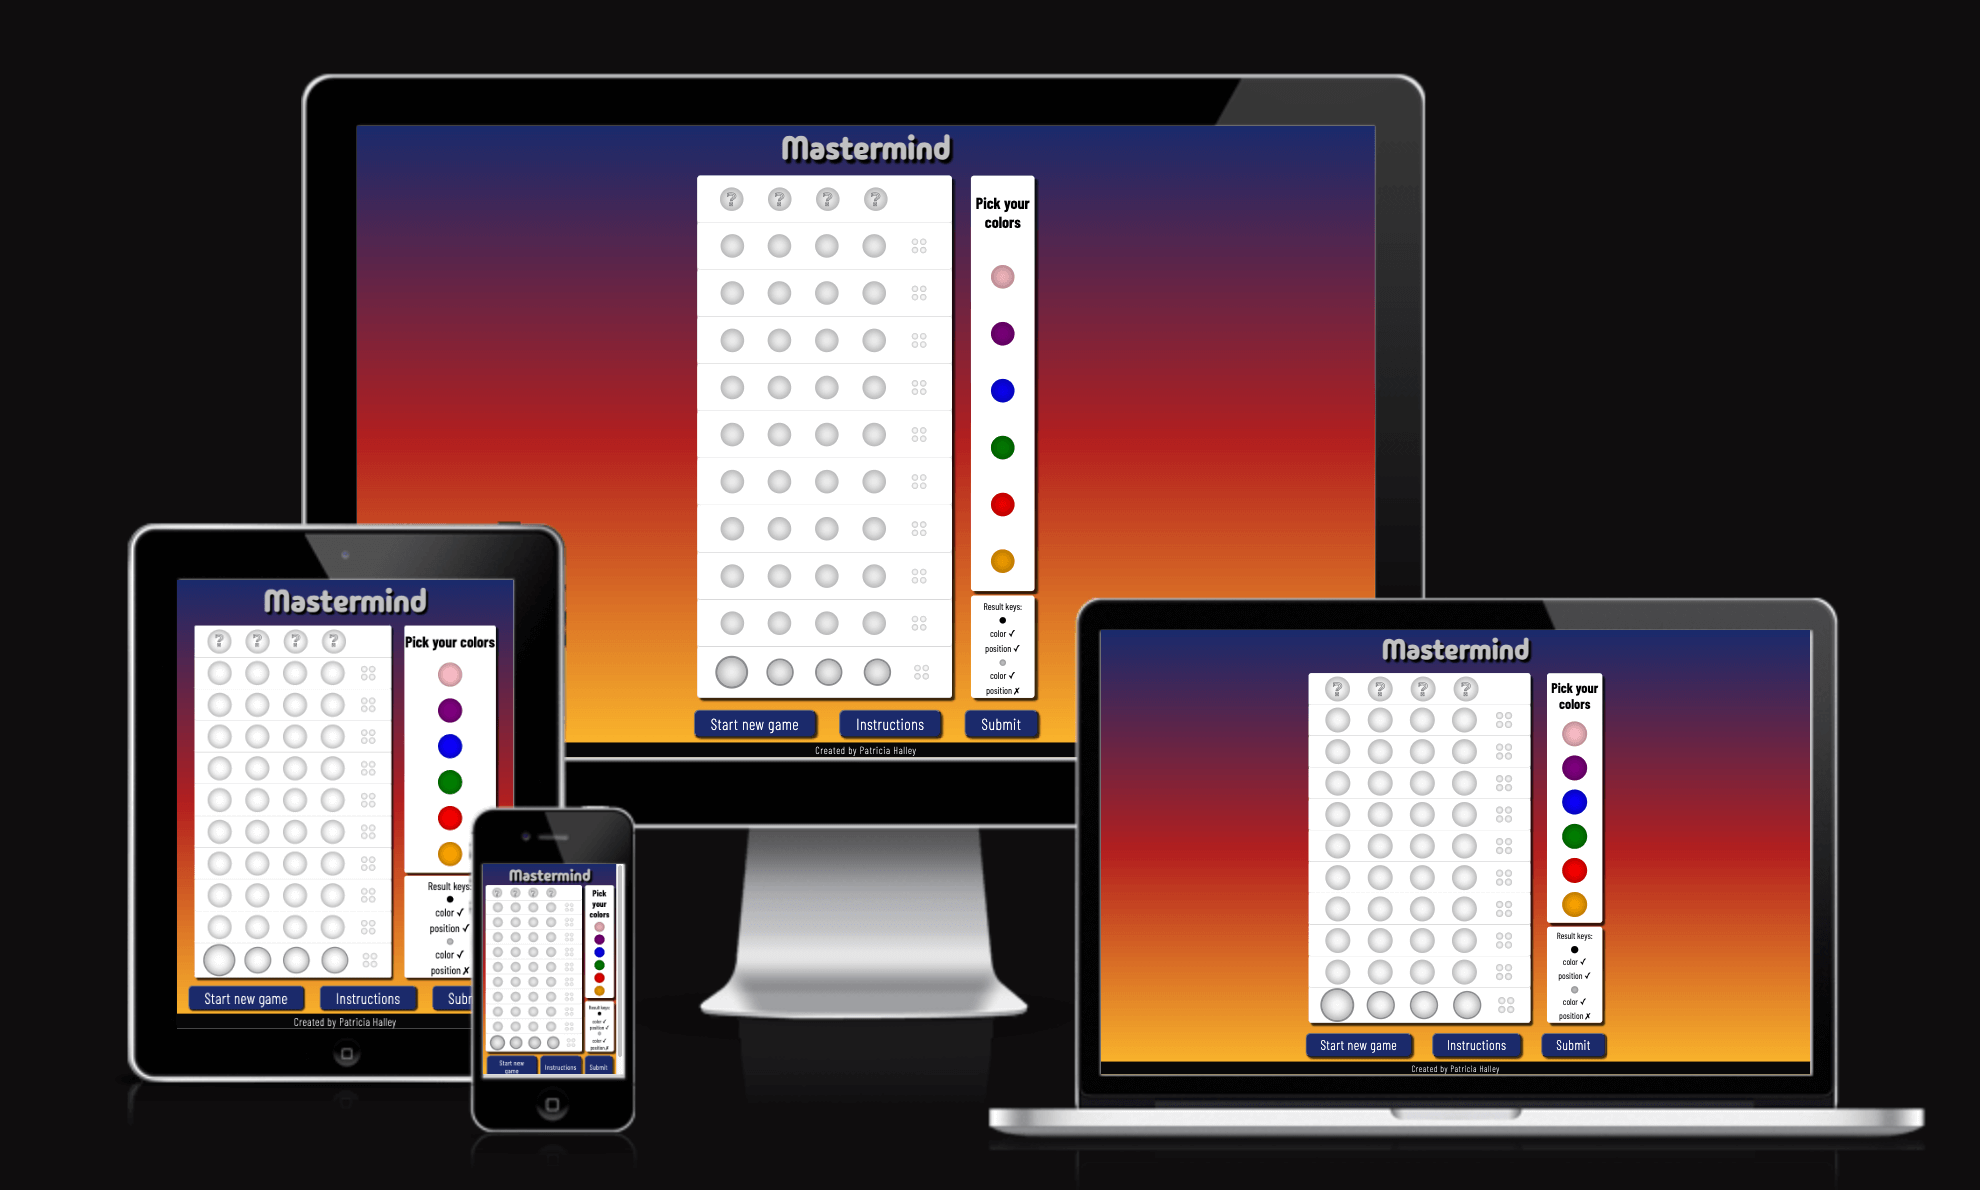 Mastermind
? ? ? ?
Pick your
colors
Result keys:
color ✓
position ✓
color ✓
position ✗
Start new game
Instructions
Submit
Created by Patricia Halley
Mastermind
? ? ? ?
Pick your colors
Result keys:
color ✓
position ✓
color ✓
position ✗
Start new game
Instructions
Sub
Created by Patricia Halley
Mastermind
? ? ? ?
Pick
your
colors
Result keys:
color ✓
position ✓
color ✓
position ✗
Start new
game
Instructions
Submit
Mastermind
? ? ? ?
Pick your
colors
Result keys:
color ✓
position ✓
color ✓
position ✗
Start new game
Instructions
Submit
Created by Patricia Halley